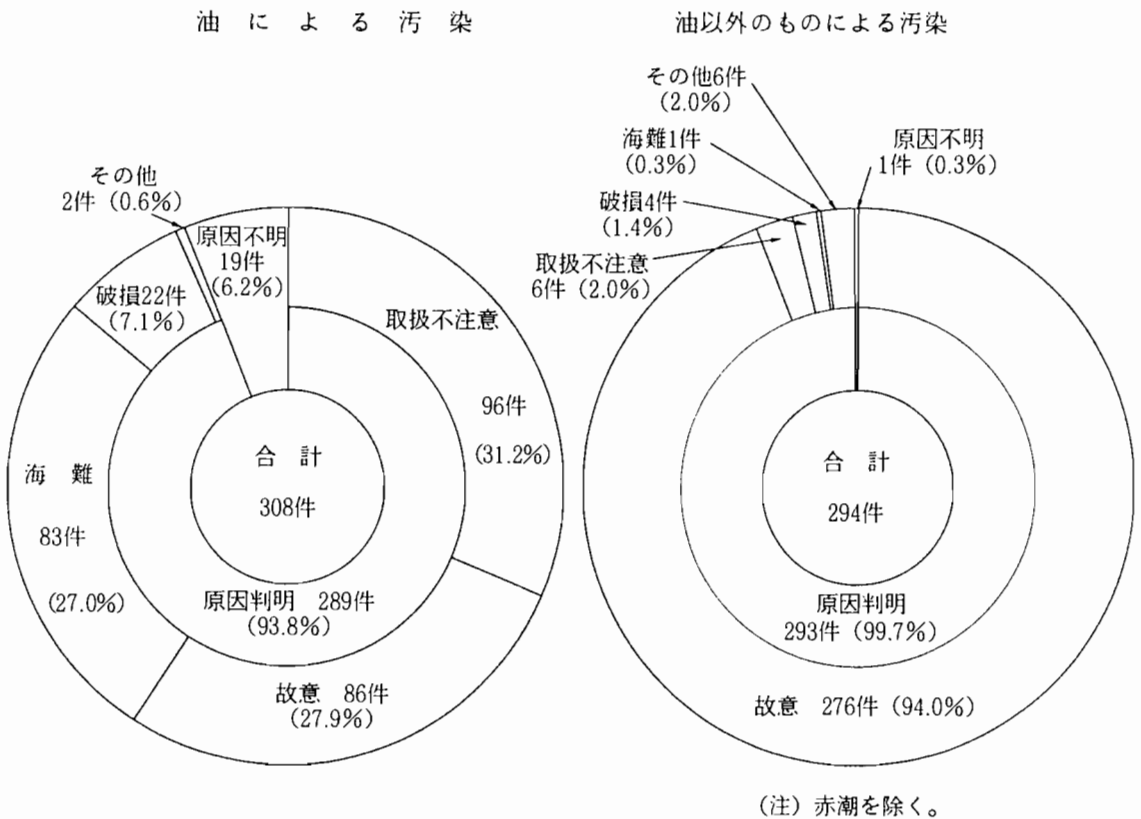 油による汚染
その他
2件（0.6%）
原因不明
19件
(6.2%)
破損22件
(7.1%)
取扱不注意
96件
(31.2%)
海難
83件
(27.0%)
合計
308件
原因判明 289件
(93.8%)
故意 86件
(27.9%)
油以外のものによる汚染
その他6件
(2.0%)
海難1件
(0.3%)
原因不明
1件（0.3%）
破損4件
(1.4%)
取扱不注意
6件（2.0%）
合計
294件
原因判明
293件（99.7%）
故意 276件（94.0%）
（注）赤潮を除く。